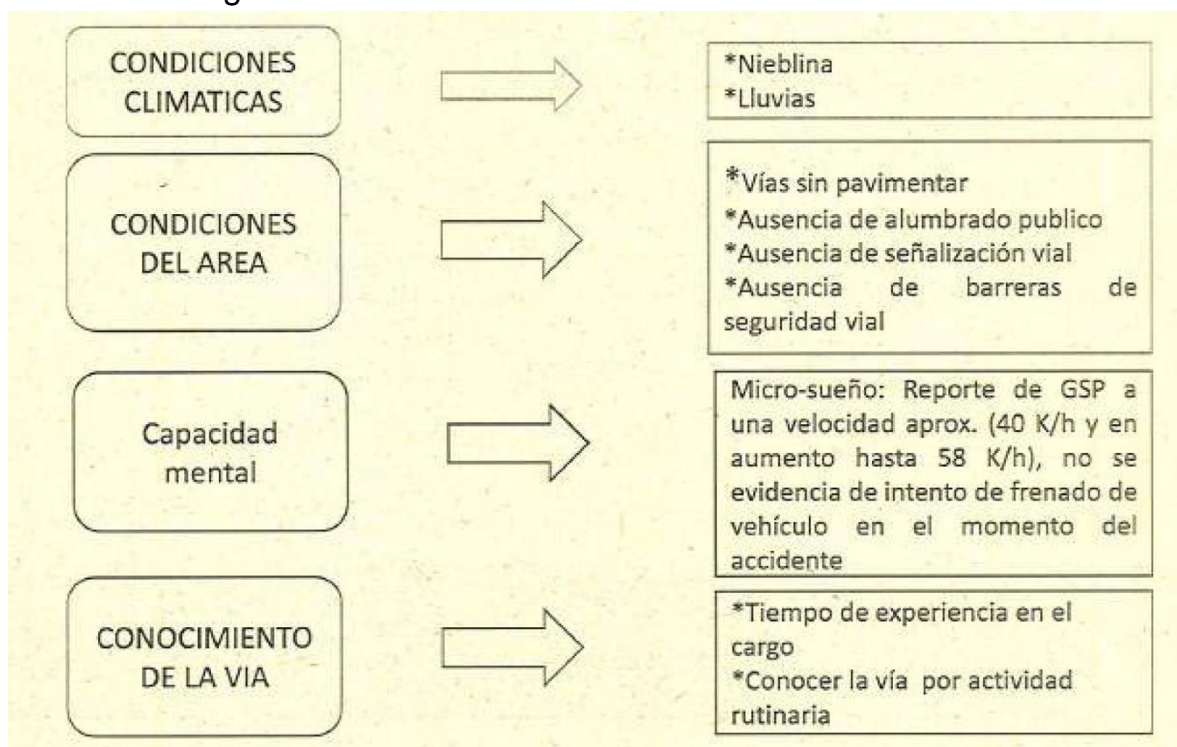 CONDICIONES
CLIMATICAS
*Nieblina
*Lluvias
CONDICIONES
DEL AREA
*Vías sin pavimentar
*Ausencia de alumbrado publico
*Ausencia de señalización vial
*Ausencia de barreras de
seguridad vial
Capacidad
mental
Micro-sueño: Reporte de GSP a
una velocidad aprox. (40 K/h y en
aumento hasta 58 K/h), no se
evidencia de intento de frenado de
vehículo en el momento del
accidente
CONOCIMIENTO
DE LA VIA
*Tiempo de experiencia en el
cargo
*Conocer la vía por actividad
rutinaria